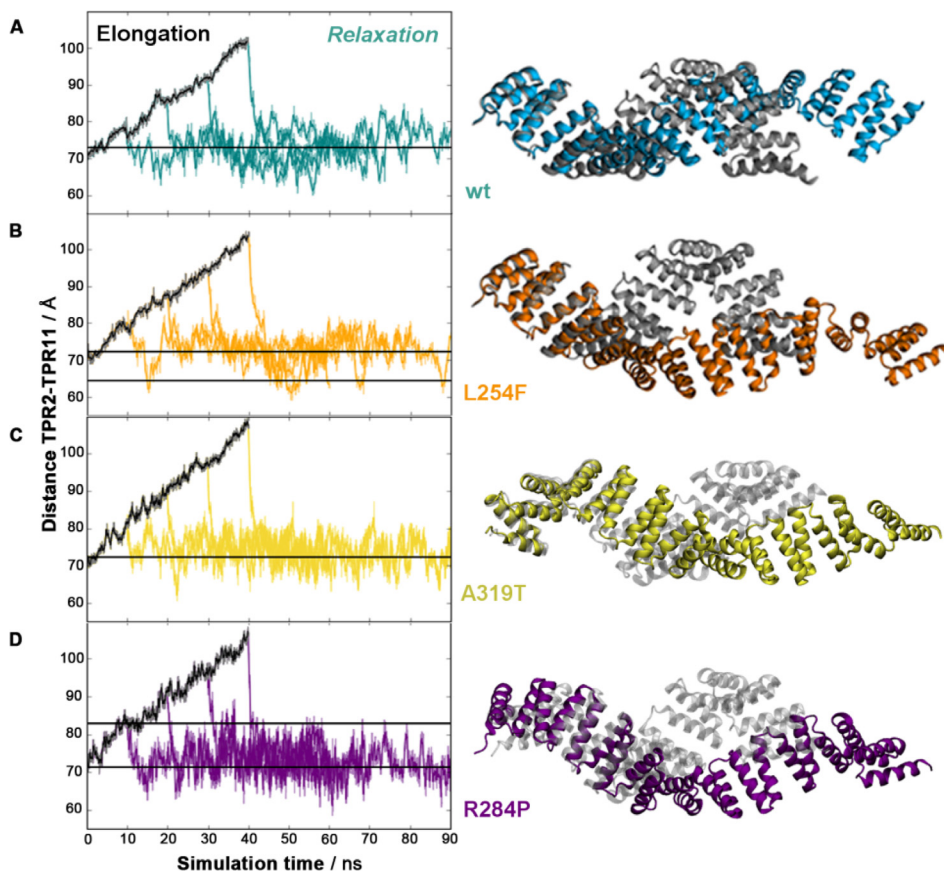 A
Elongation
Relaxation
100
90
80
70
60
wt
B
100
90
80
70
60
L254F
Distance TPR2-TPR11 / Å
C
100
90
80
70
60
A319T
D
100
90
80
70
60
R284P
0 10 20 30 40 50 60 70 80 90
Simulation time / ns